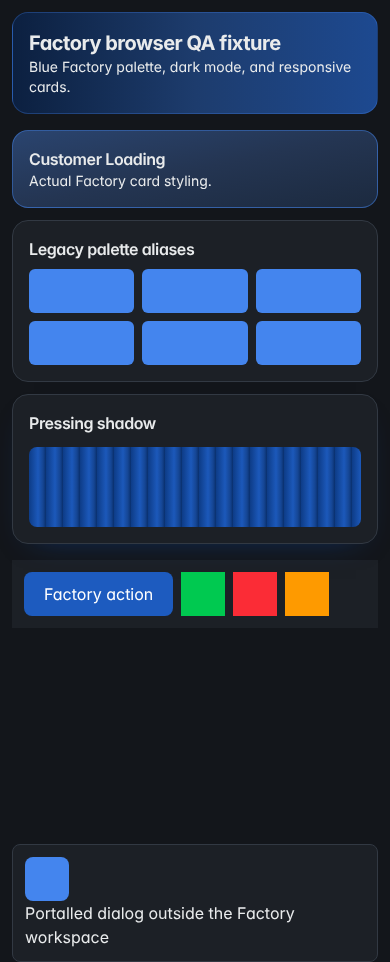 Factory browser QA fixture
Blue Factory palette, dark mode, and responsive
cards.
Customer Loading
Actual Factory card styling.
Legacy palette aliases
Pressing shadow
Factory action
Portalled dialog outside the Factory
workspace